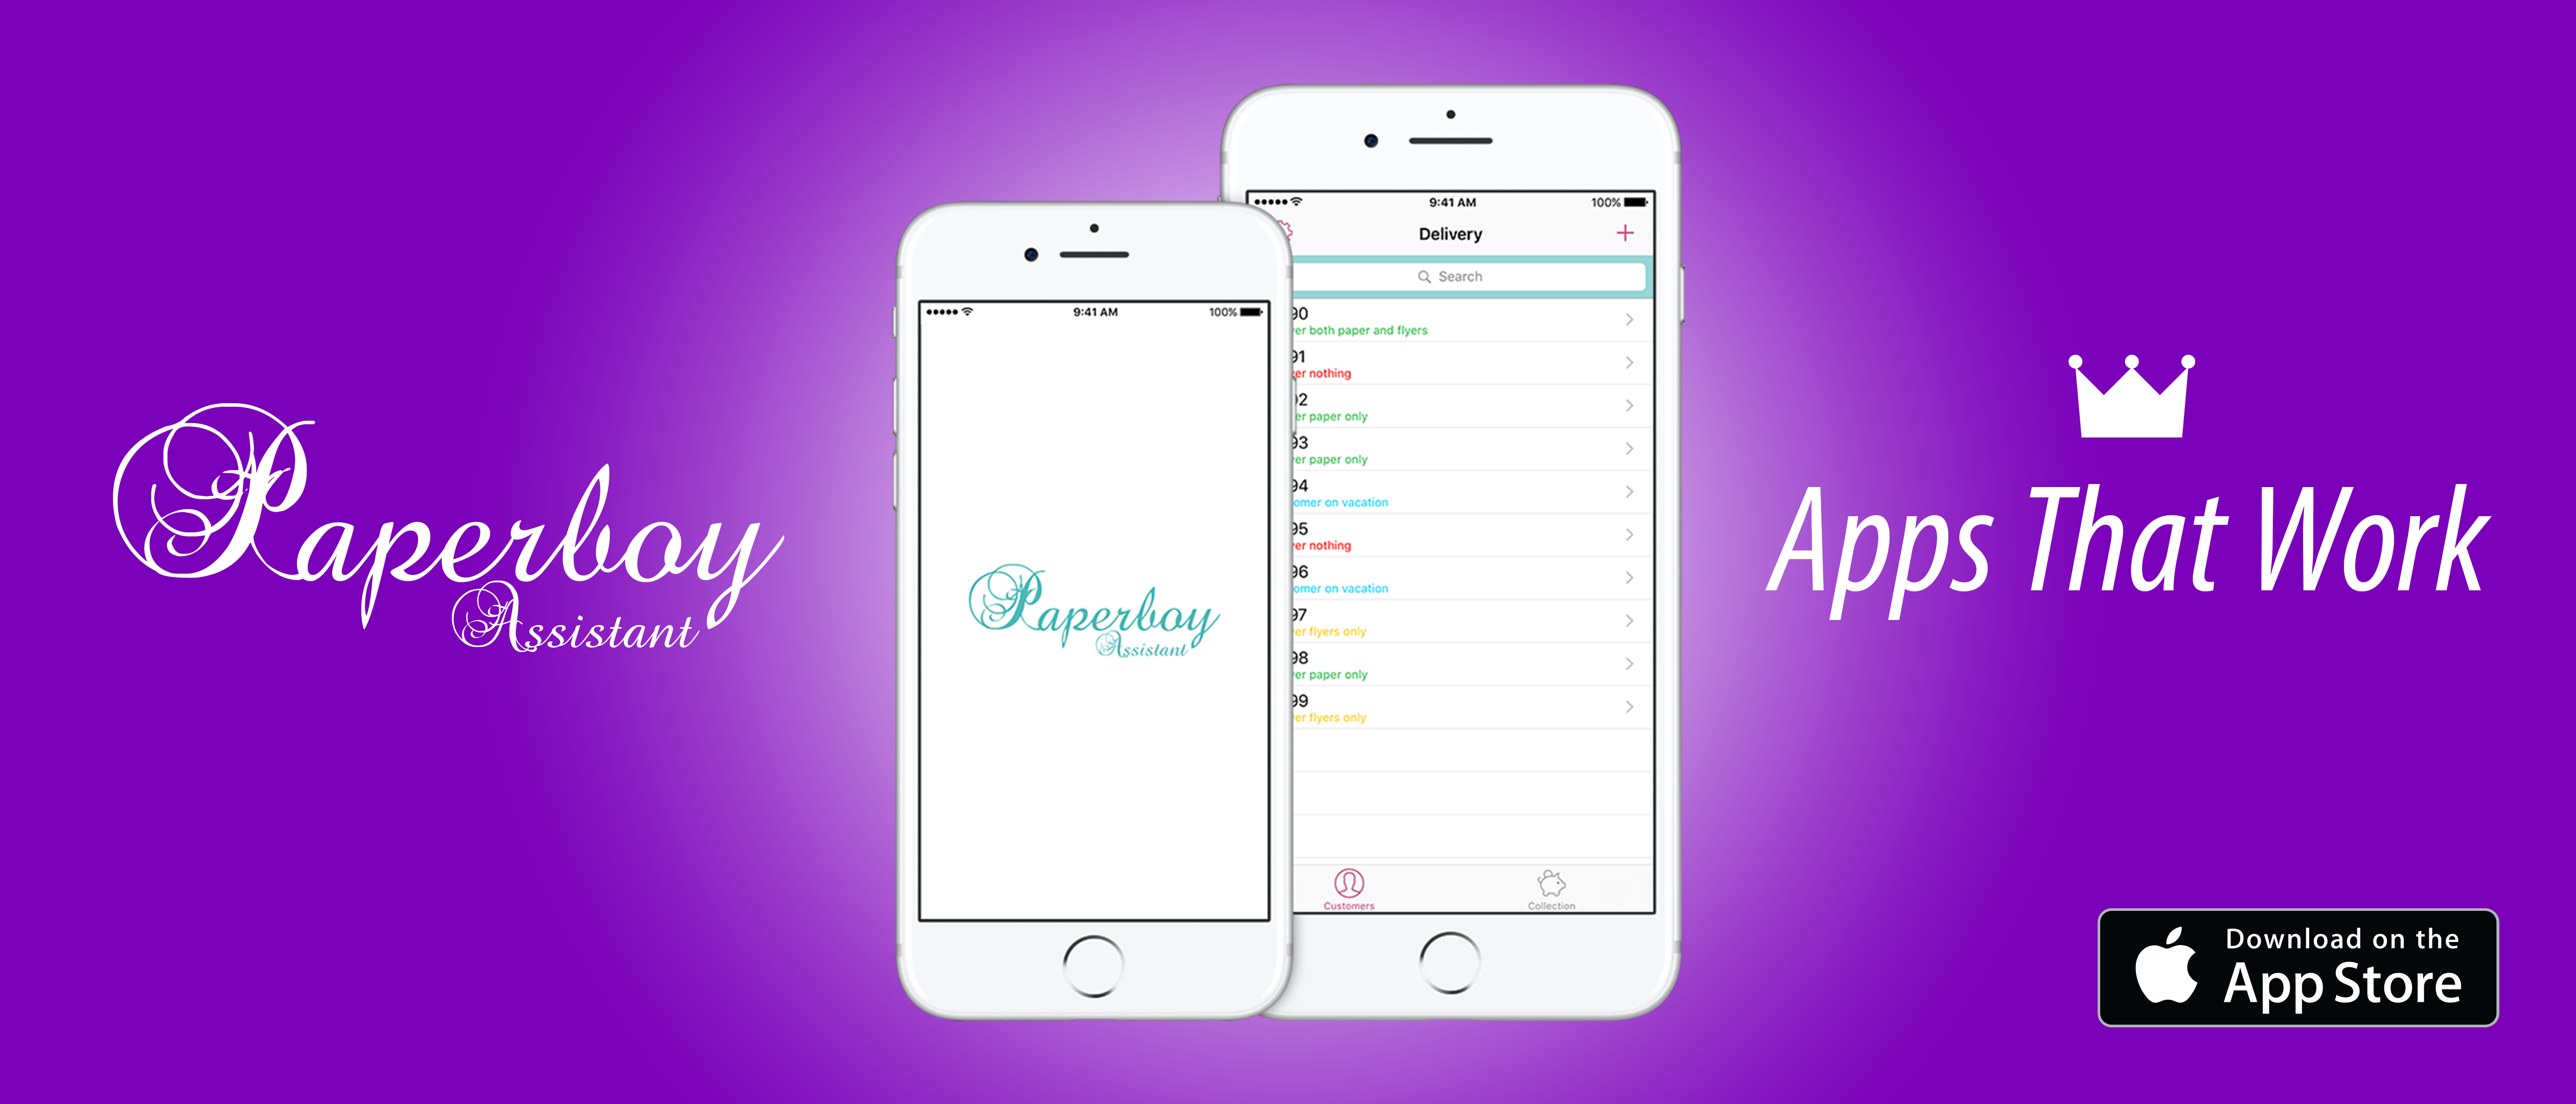 Paperboy
Assistant
9:41 AM 100%
Paperboy
Assistant
9:41 AM 100%
Delivery
Search
90
er both paper and flyers
91
er nothing
92
er paper only
93
er paper only
94
omer on vacation
95
er nothing
96
omer on vacation
97
er flyers only
98
er paper only
99
er flyers only
Customers Collection
Apps That Work
Download on the
App Store